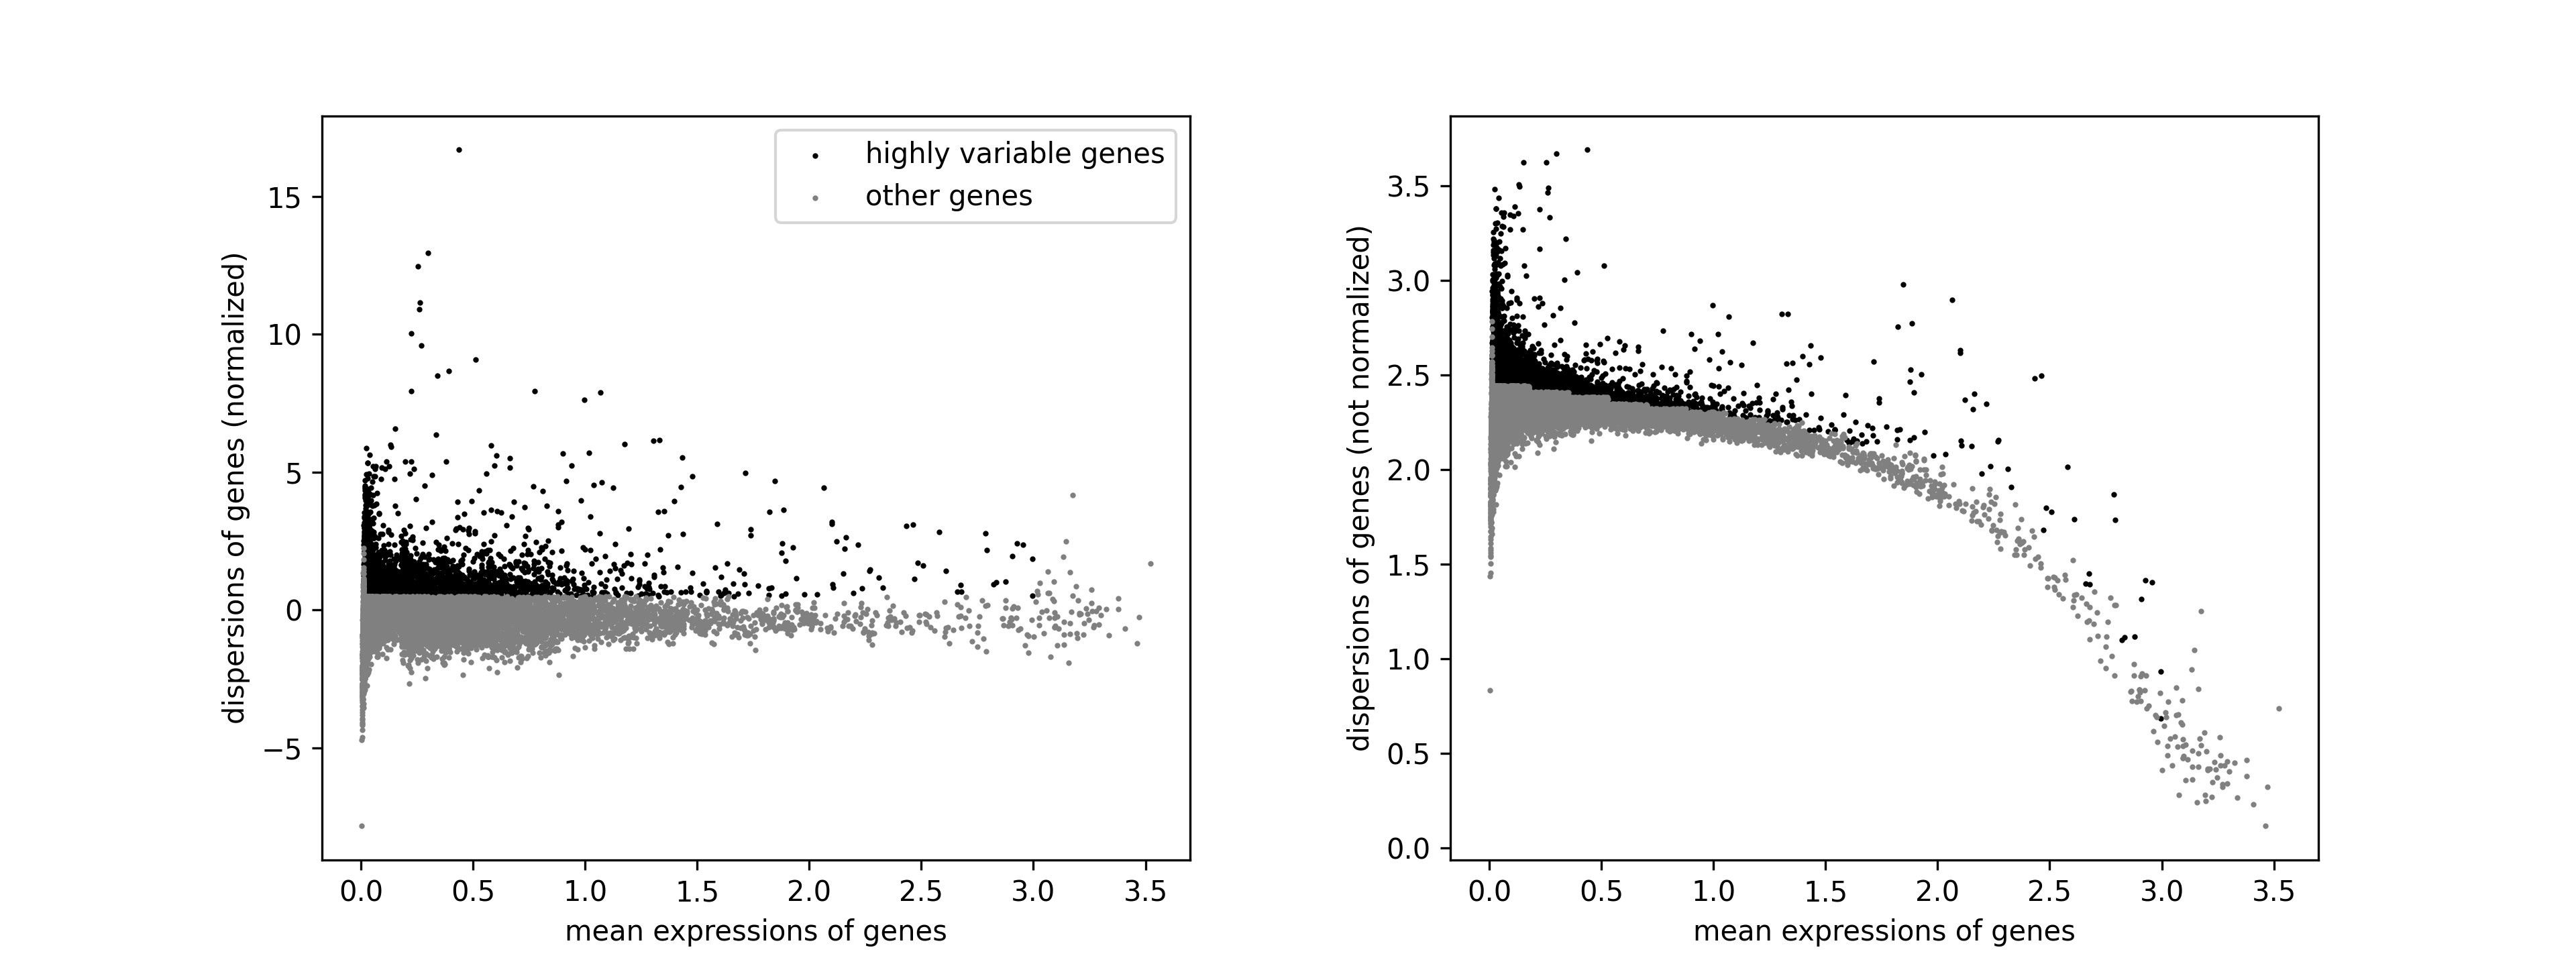 highly variable genes
other genes
dispersions of genes (normalized)
15
10
5
0
−5
0.0 0.5 1.0 1.5 2.0 2.5 3.0 3.5
mean expressions of genes
dispersions of genes (not normalized)
3.5
3.0
2.5
2.0
1.5
1.0
0.5
0.0
0.0 0.5 1.0 1.5 2.0 2.5 3.0 3.5
mean expressions of genes